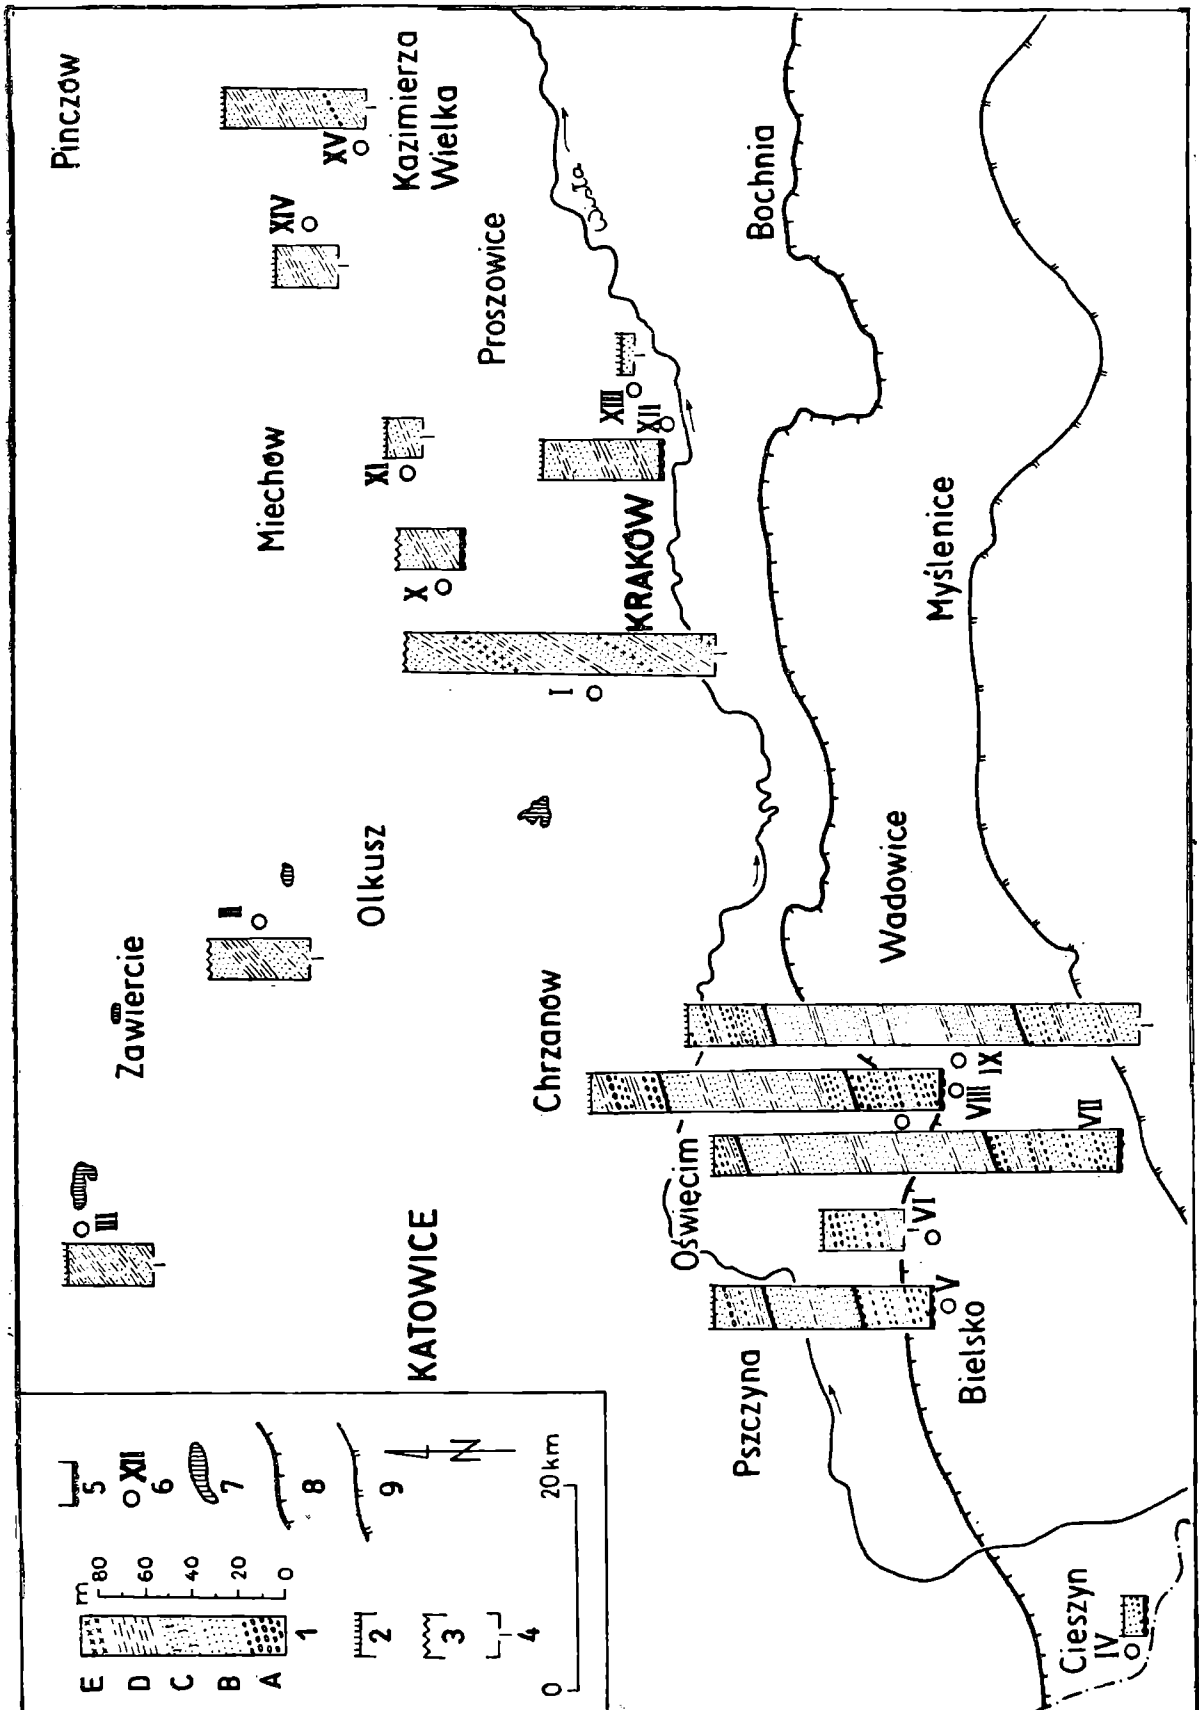 Pinczów
XV
Kazimierza
Wielka
XIV
Proszowice
Wisła
Bochnia
Miechów
XI
XIII
XII
X
KRAKÓW
I
Myślenice
Olkusz
II
Zawiercie
Chrzanów
Wadowice
III
IX
VIII
VII
Oświęcim
VI
V
KATOWICE
Pszczyna
Bielsko
Cieszyn
IV
E
D
C
B
A
m
80
60
40
20
0
1
2
3
4
5
XII
6
7
8
9
N
0
20 km